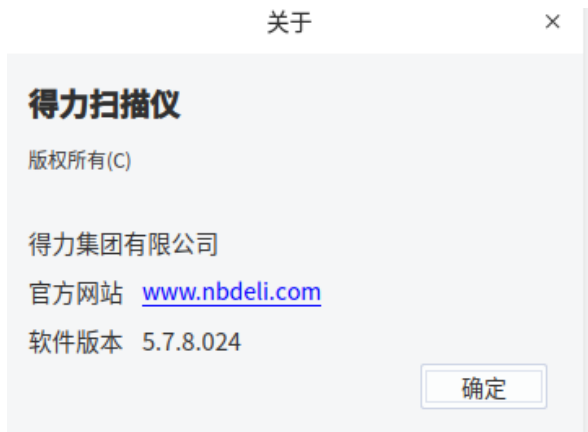 关于 ×
得力扫描仪
版权所有(C)
得力集团有限公司
官方网站 www.nbdeli.com
软件版本 5.7.8.024
确定